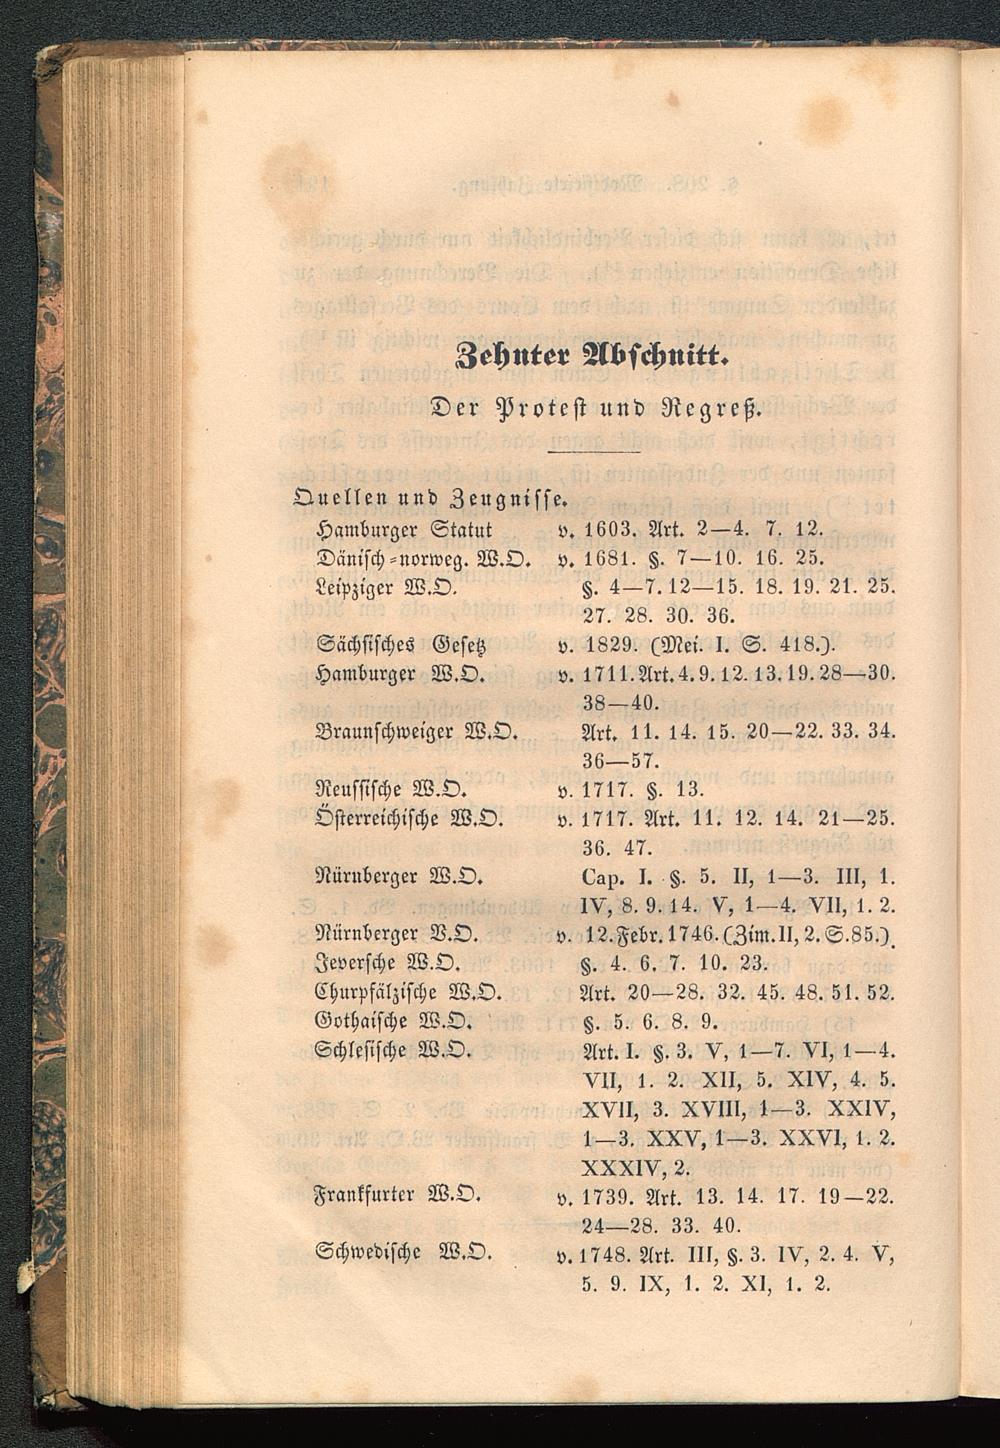 Zehnter Abschnitt.
Der Protest und Regreß.
Quellen und Zeugnisse.
Hamburger Statut v. 1603. Art. 2—4. 7. 12.
Dänisch-norweg. W.O. v. 1681. §. 7—10. 16. 25.
Leipziger W.O. §. 4—7. 12—15. 18. 19. 21. 25.
27. 28. 30. 36.
Sächsisches Gesetz v. 1829. (Mei. I. S. 418.).
Hamburger W.O. v. 1711. Art. 4. 9. 12. 13. 19. 28—30.
38—40.
Braunschweiger W.O. Art. 11. 14. 15. 20—22. 33. 34.
36—57.
Reussische W.O. v. 1717. §. 13.
Österreichische W.O. v. 1717. Art. 11. 12. 14. 21—25.
36. 47.
Nürnberger W.O. Cap. I. §. 5. II, 1—3. III, 1.
IV, 8. 9. 14. V, 1—4. VII, 1. 2.
Nürnberger V.O. v. 12. Febr. 1746. (Zim. II, 2. S. 85.).
Jeversche W.O. §. 4. 6. 7. 10. 23.
Churpfälzische W.O. Art. 20—28. 32. 45. 48. 51. 52.
Gothaische W.O. §. 5. 6. 8. 9.
Schlesische W.O. Art. I. §. 3. V, 1—7. VI, 1—4.
VII, 1. 2. XII, 5. XIV, 4. 5.
XVII, 3. XVIII, 1—3. XXIV,
1—3. XXV, 1—3. XXVI, 1. 2.
XXXIV, 2.
Frankfurter W.O. v. 1739. Art. 13. 14. 17. 19—22.
24—28. 33. 40.
Schwedische W.O. v. 1748. Art. III, §. 3. IV, 2. 4. V,
5. 9. IX, 1. 2. XI, 1. 2.